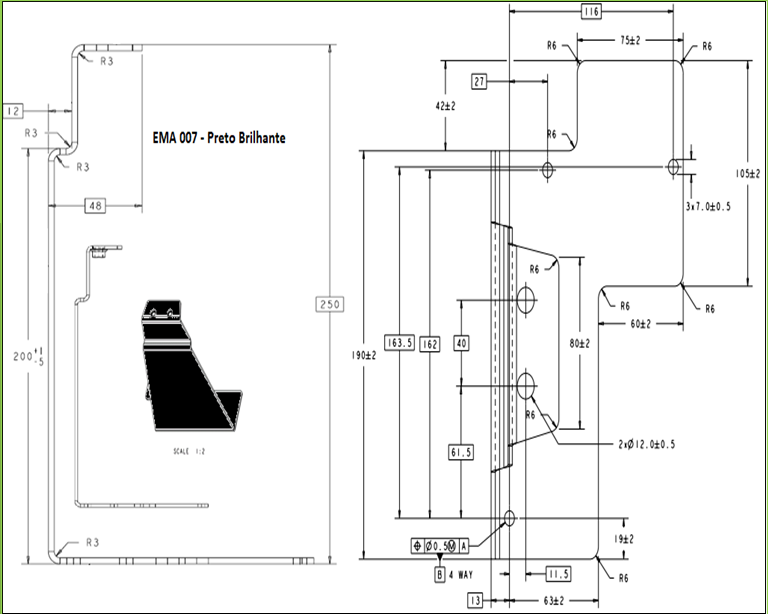 116
R6
75±2
R6
R3
27
42±2
12
R3
EMA 007 - Preto Brilhante
R6
R3
105±2
48
3x7.0±0.5
R6
250
R6
R6
60±2
200 +1 -5
190±2
163.5
162
40
80±2
R6
2xØ12.0±0.5
SCALE 1:2
61.5
R3
Ø0.5Ⓜ A
19±2
B 4 WAY
11.5
R6
13
63±2